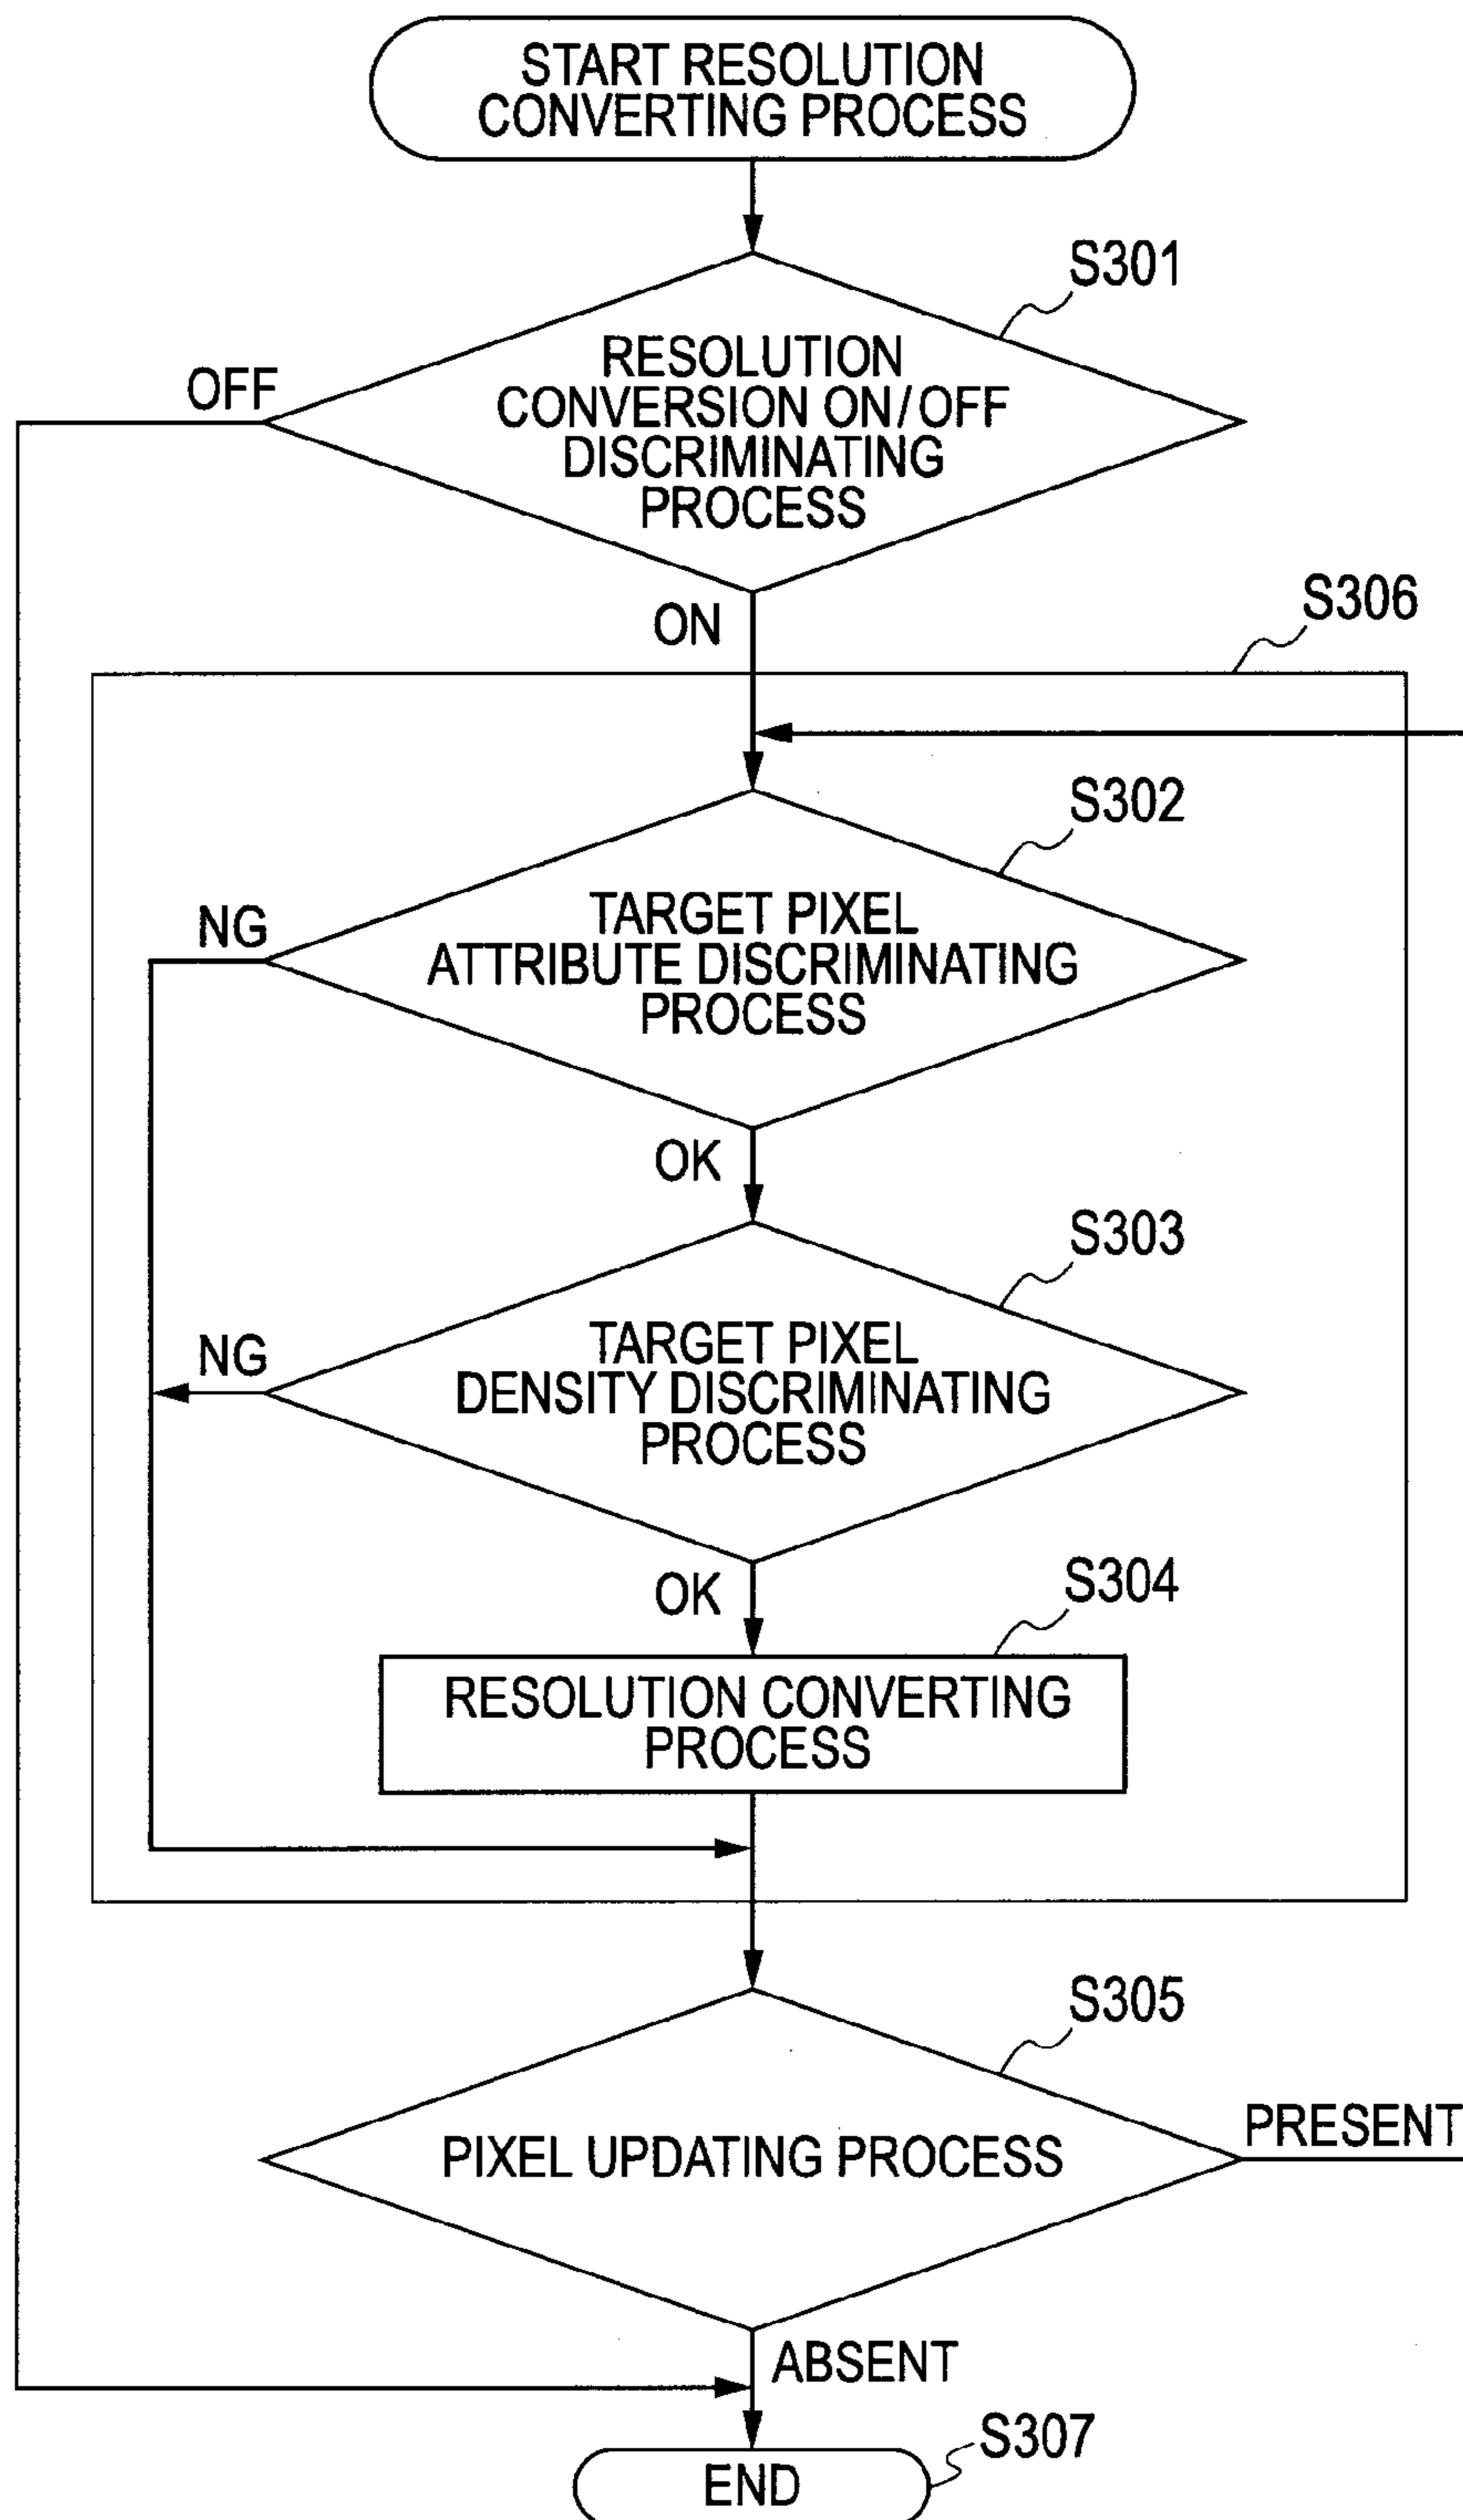 START RESOLUTION
CONVERTING PROCESS
S301
RESOLUTION
CONVERSION ON/OFF
DISCRIMINATING
PROCESS
OFF
ON
S306
S302
TARGET PIXEL
ATTRIBUTE DISCRIMINATING
PROCESS
NG
OK
S303
TARGET PIXEL
DENSITY DISCRIMINATING
PROCESS
NG
OK
S304
RESOLUTION CONVERTING
PROCESS
S305
PIXEL UPDATING PROCESS
PRESENT
ABSENT
S307
END